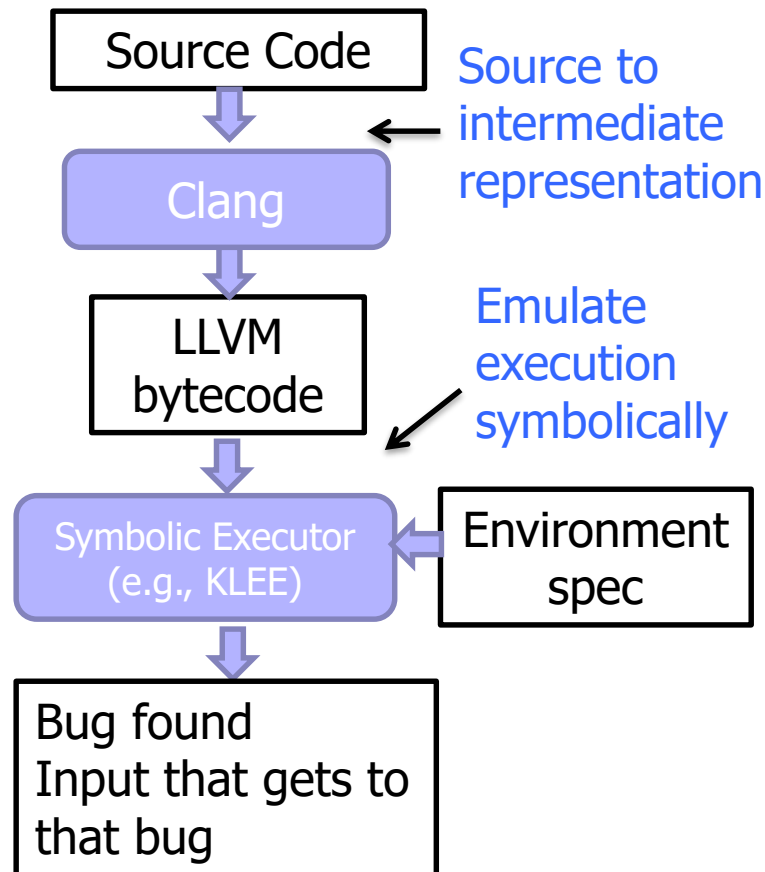 Source Code
Source to
intermediate
representation
Clang
LLVM
bytecode
Emulate
execution
symbolically
Symbolic Executor
(e.g., KLEE)
Environment
spec
Bug found
Input that gets to
that bug